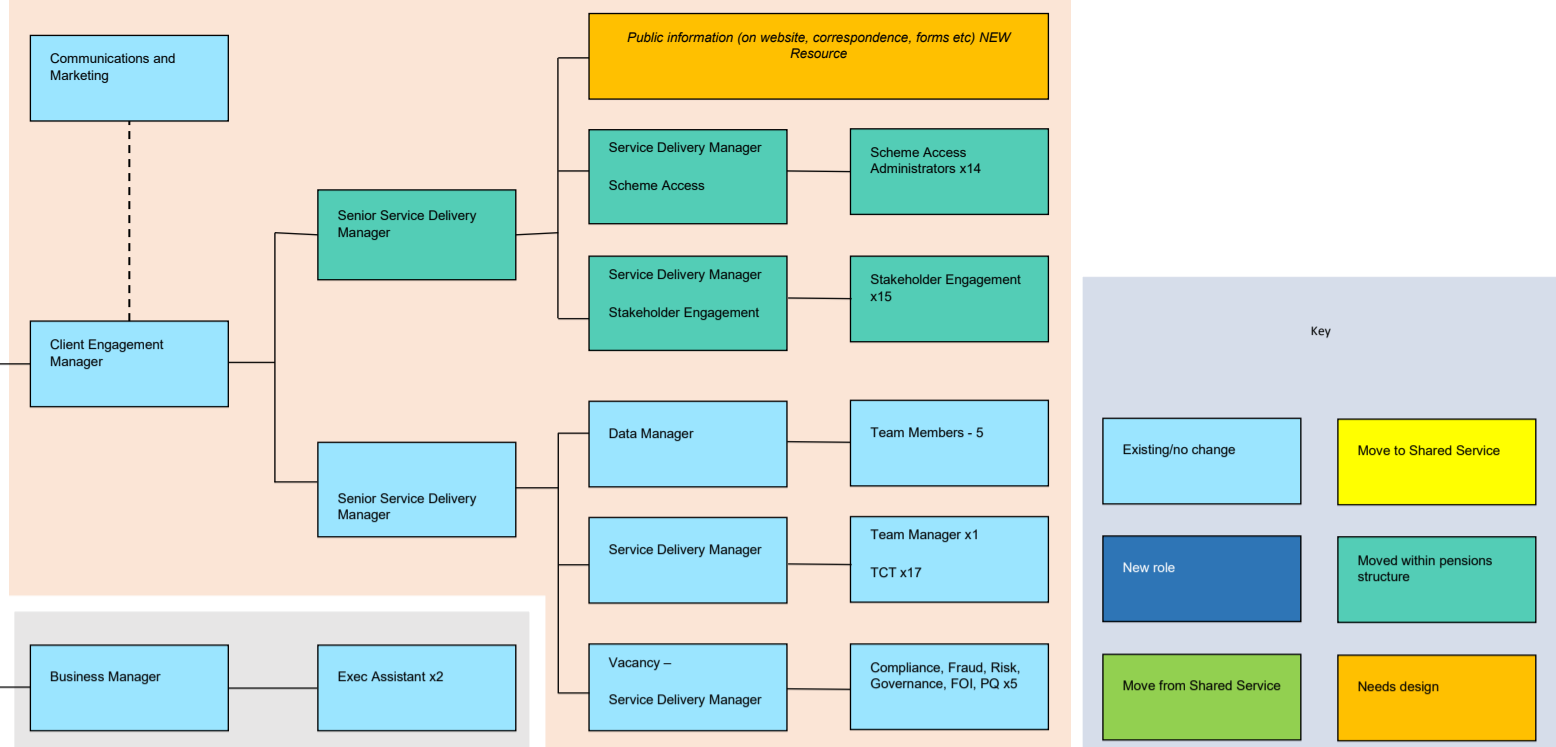 Communications and
Marketing
Public information (on website, correspondence, forms etc) NEW
Resource
Service Delivery Manager
Scheme Access
Scheme Access
Administrators x14
Senior Service Delivery
Manager
Service Delivery Manager
Stakeholder Engagement
Stakeholder Engagement
x15
Client Engagement
Manager
Data Manager
Team Members - 5
Senior Service Delivery
Manager
Service Delivery Manager
Team Manager x1
TCT x17
Vacancy –
Service Delivery Manager
Compliance, Fraud, Risk,
Governance, FOI, PQ x5
Business Manager
Exec Assistant x2
Key
Existing/no change
Move to Shared Service
New role
Moved within pensions
structure
Move from Shared Service
Needs design